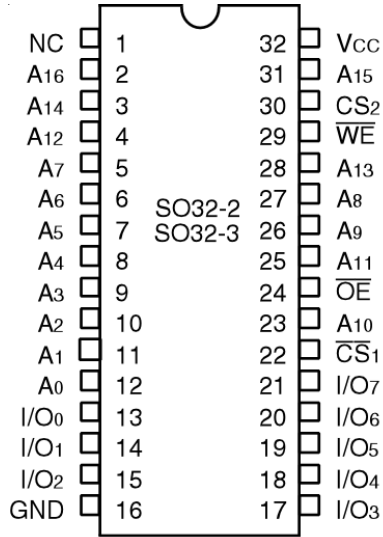 NC 1 32 VCC
A16 2 31 A15
A14 3 30 CS2
A12 4 29 W̅E̅
A7 5 28 A13
A6 6 27 A8
SO32-2
A5 7 26 A9
SO32-3
A4 8 25 A11
A3 9 24 O̅E̅
A2 10 23 A10
A1 11 22 C̅S̅1
A0 12 21 I/O7
I/O0 13 20 I/O6
I/O1 14 19 I/O5
I/O2 15 18 I/O4
GND 16 17 I/O3